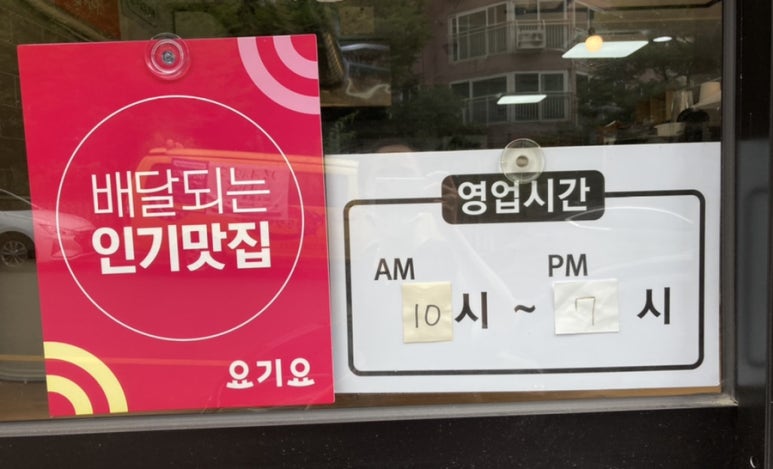 배달되는
인기맛집
요기요
영업시간
AM PM
10시 ~ 7시